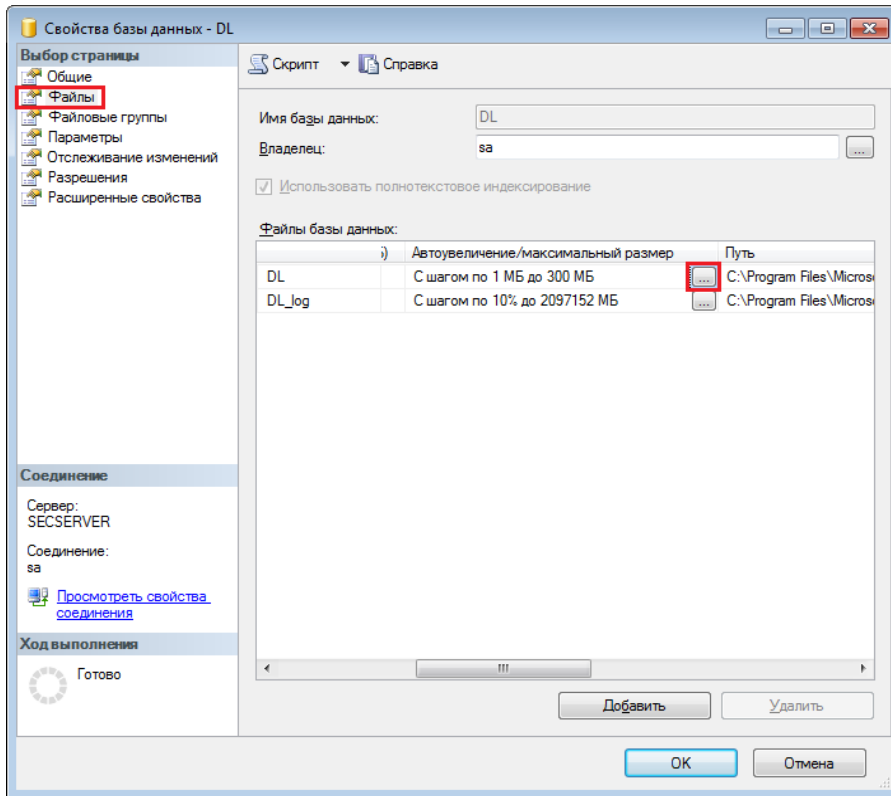 Свойства базы данных - DL
Выбор страницы
Общие
Файлы
Файловые группы
Параметры
Отслеживание изменений
Разрешения
Расширенные свойства
Соединение
Сервер:
SECSERVER
Соединение:
sa
Просмотреть свойства
соединения
Ход выполнения
Готово
Скрипт Справка
Имя базы данных: DL
Владелец: sa ...
Использовать полнотекстовое индексирование
Файлы базы данных:
) Автоувеличение/максимальный размер Путь
DL С шагом по 1 МБ до 300 МБ ... C:\Program Files\Micros
DL_log С шагом по 10% до 2097152 МБ ... C:\Program Files\Micros
Добавить Удалить
OK Отмена